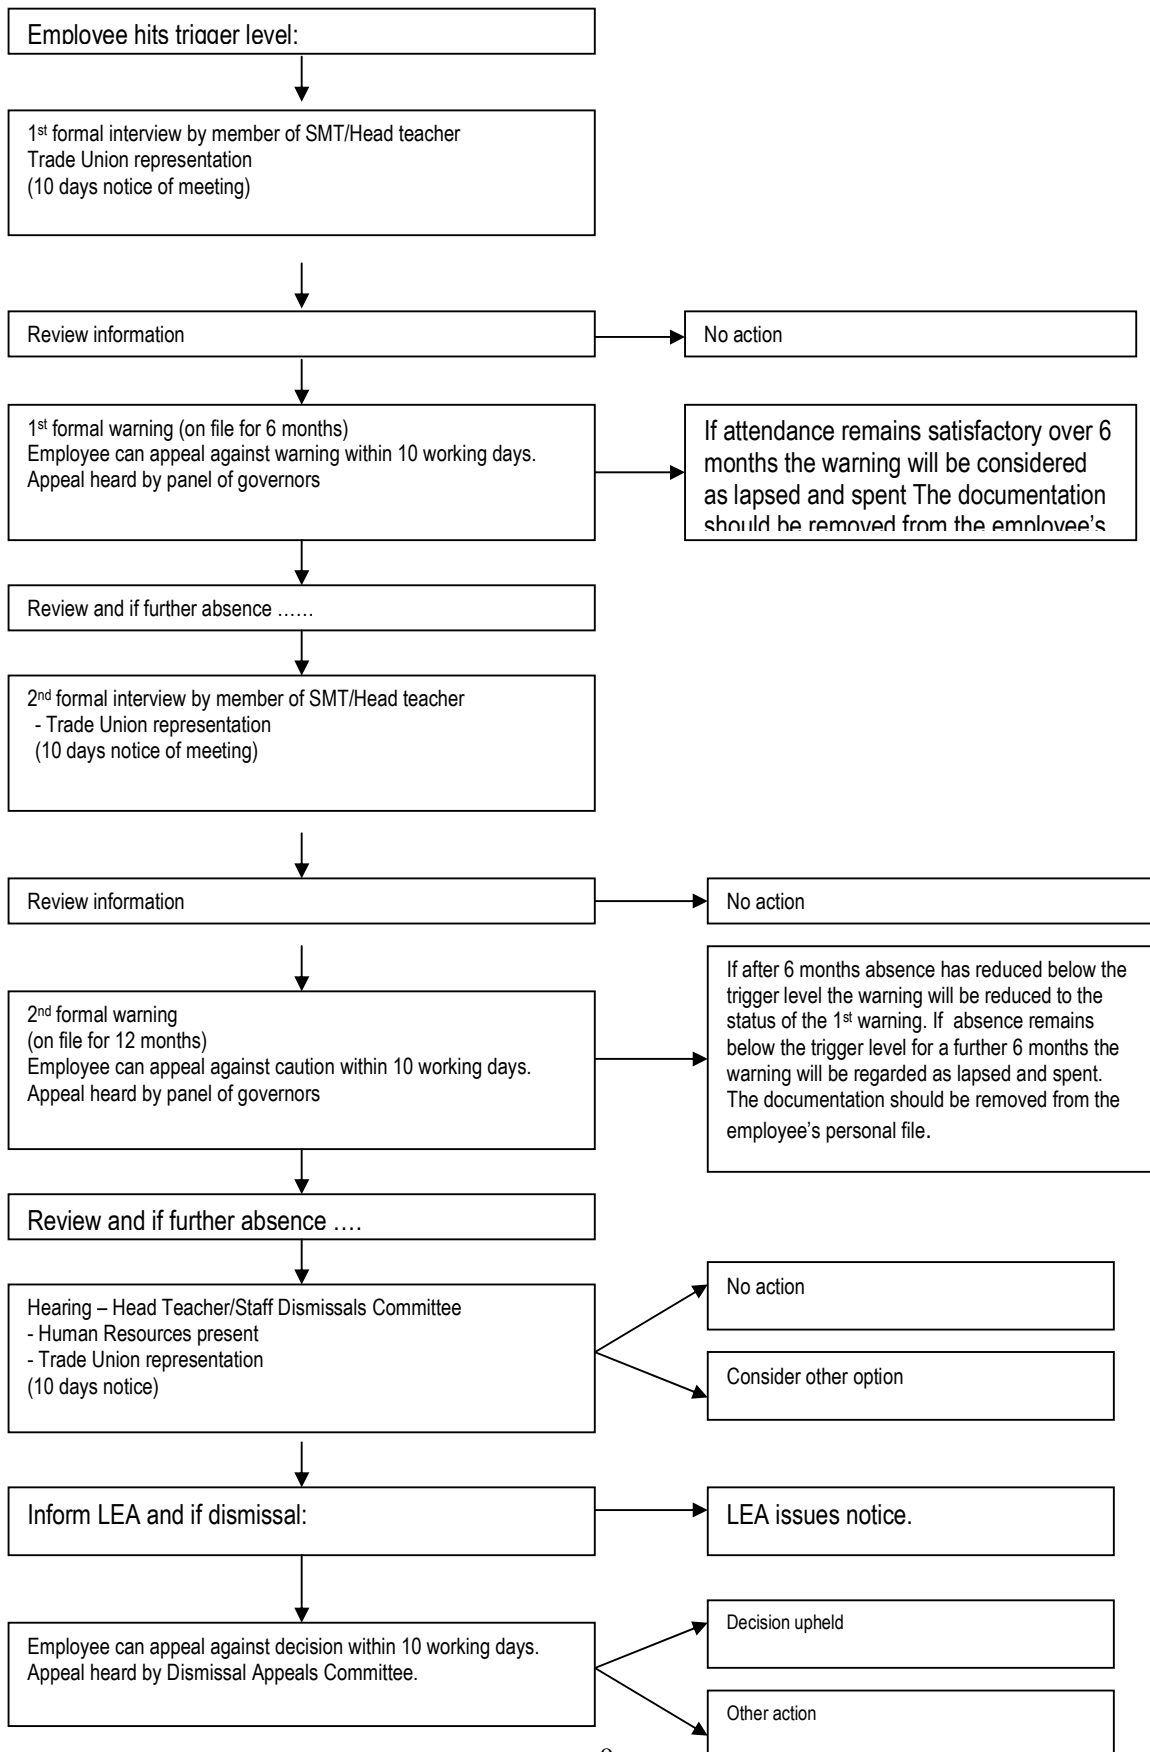 Employee hits trigger level:
1st formal interview by member of SMT/Head teacher
Trade Union representation
(10 days notice of meeting)
Review information
No action
1st formal warning (on file for 6 months)
Employee can appeal against warning within 10 working days.
Appeal heard by panel of governors
If attendance remains satisfactory over 6
months the warning will be considered
as lapsed and spent The documentation
should be removed from the employee's
Review and if further absence ......
2nd formal interview by member of SMT/Head teacher
- Trade Union representation
(10 days notice of meeting)
Review information
No action
2nd formal warning
(on file for 12 months)
Employee can appeal against caution within 10 working days.
Appeal heard by panel of governors
If after 6 months absence has reduced below the
trigger level the warning will be reduced to the
status of the 1st warning. If  absence remains
below the trigger level for a further 6 months the
warning will be regarded as lapsed and spent.
The documentation should be removed from the
employee's personal file.
Review and if further absence ....
Hearing – Head Teacher/Staff Dismissals Committee
- Human Resources present
- Trade Union representation
(10 days notice)
No action
Consider other option
Inform LEA and if dismissal:
LEA issues notice.
Employee can appeal against decision within 10 working days.
Appeal heard by Dismissal Appeals Committee.
Decision upheld
Other action